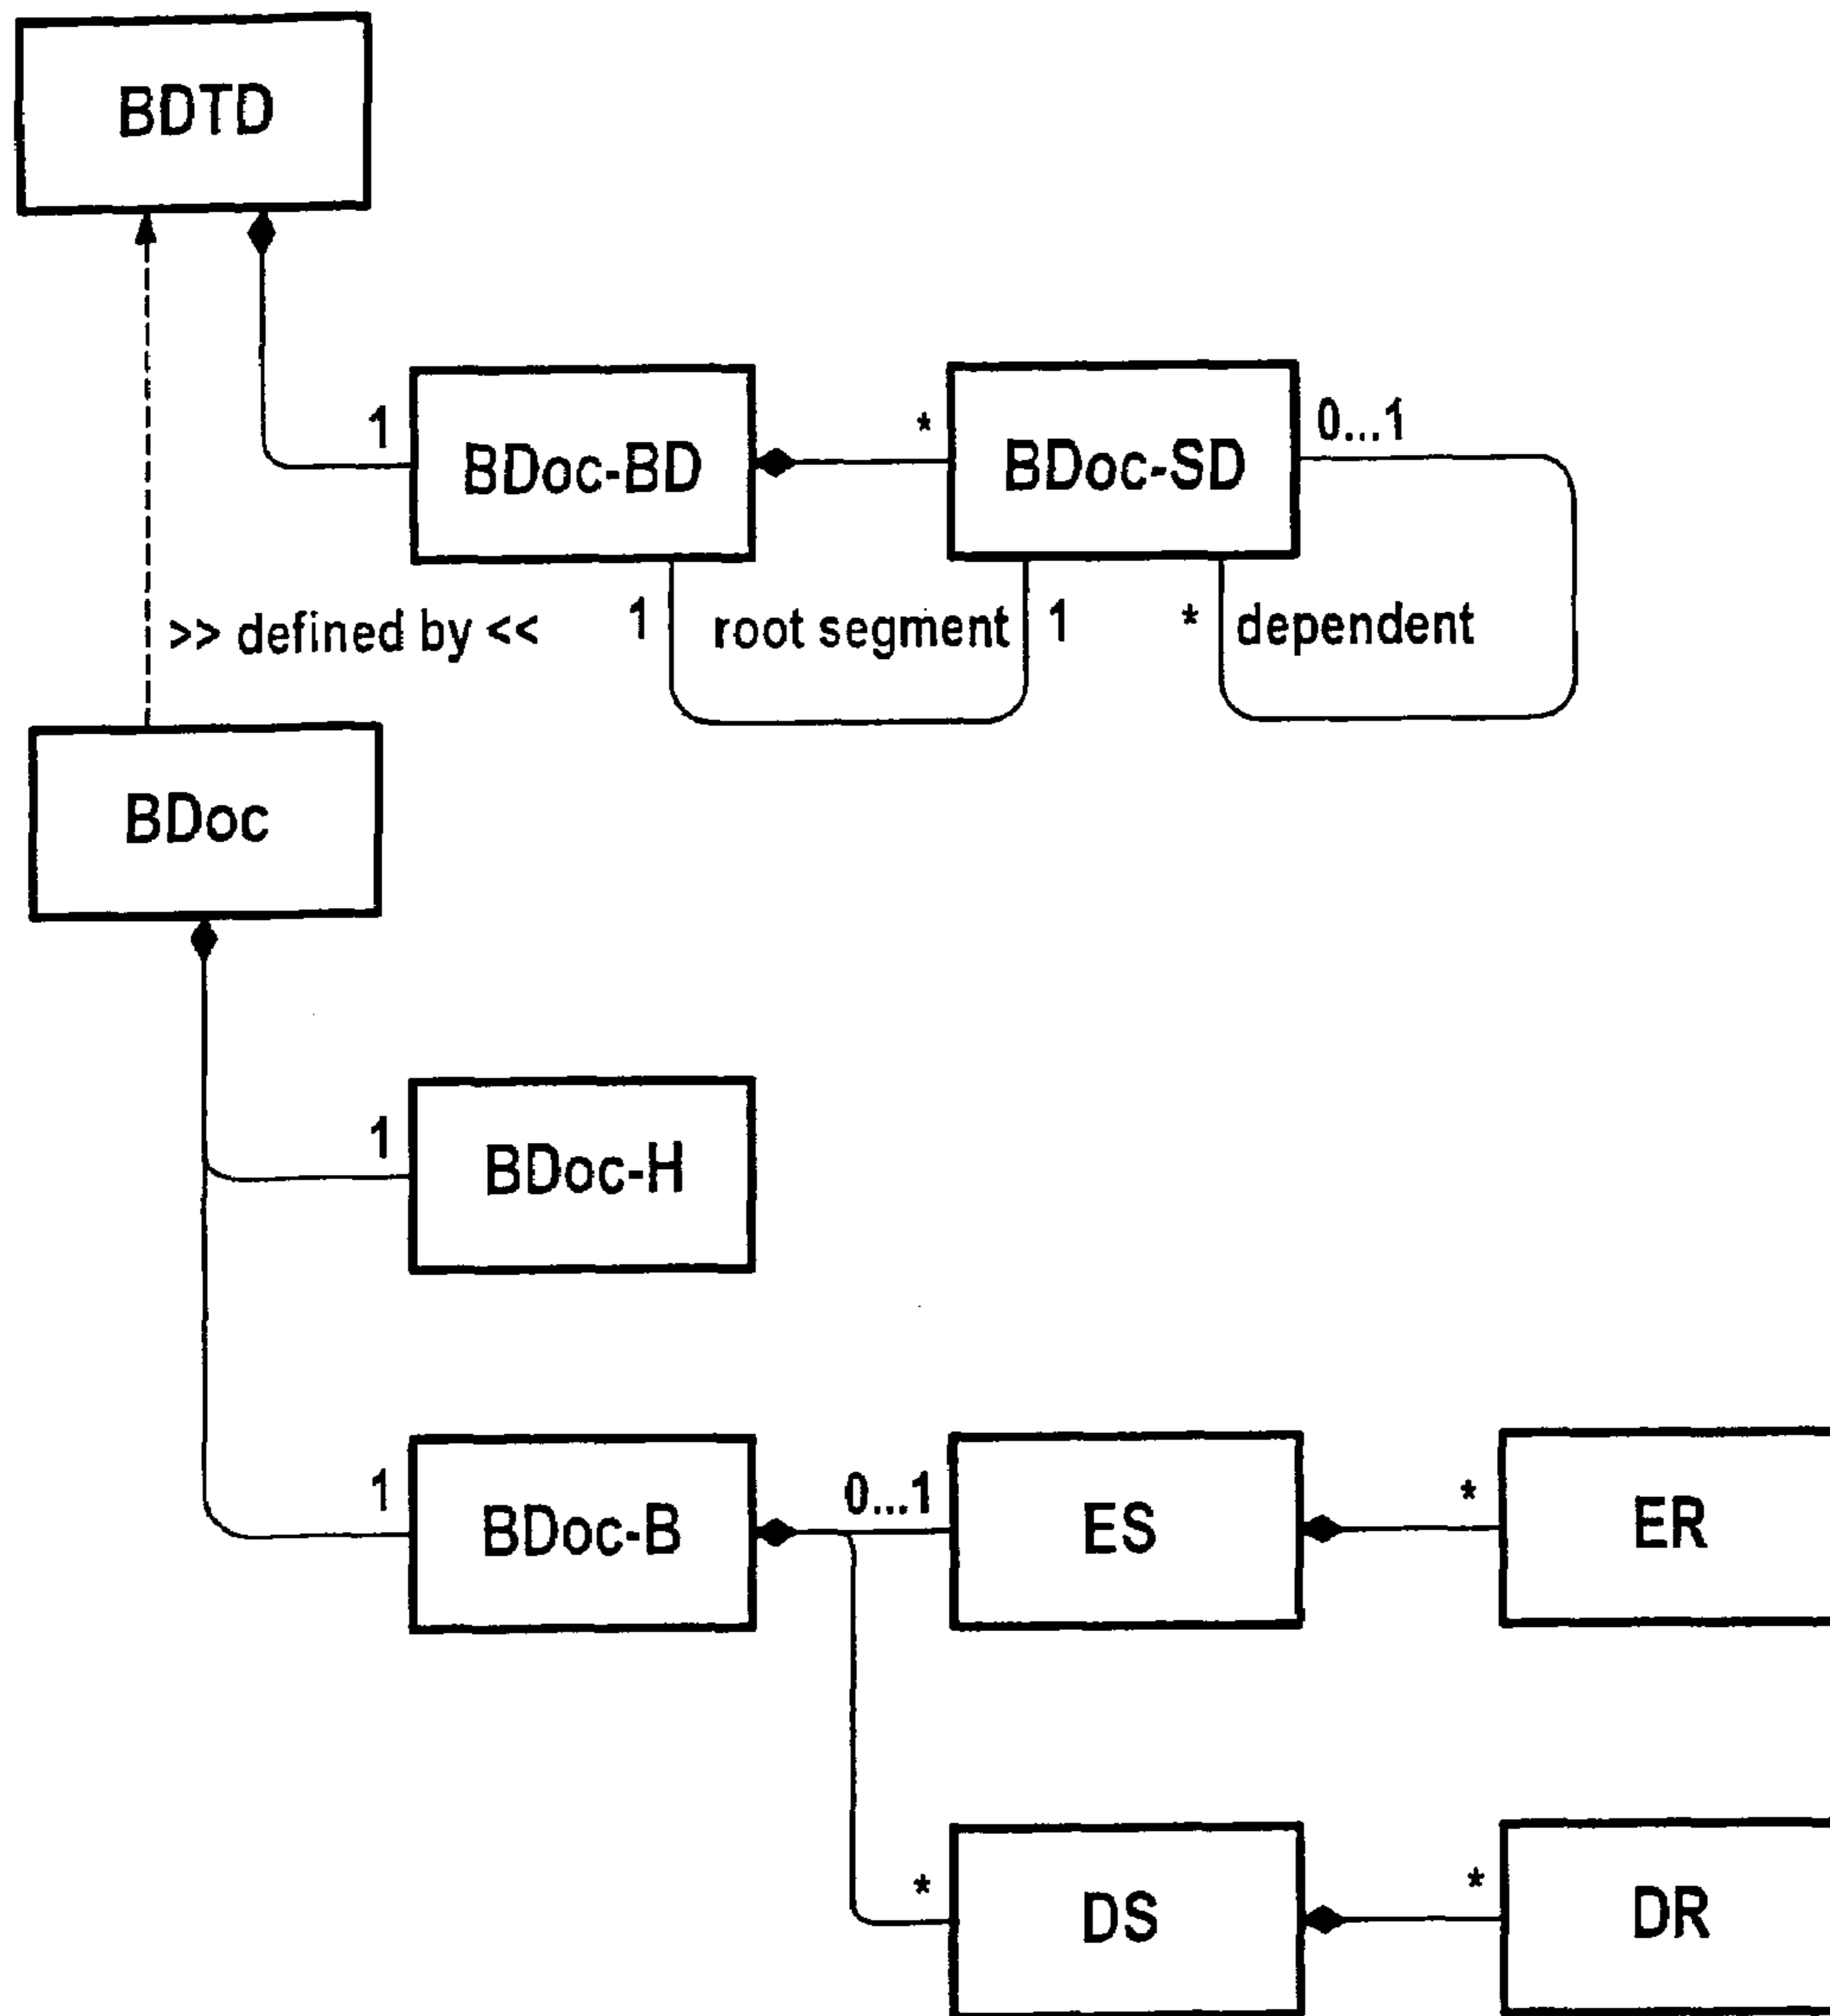 BDTD
1
BDoc-BD
*
BDoc-SD
0...1
>> defined by <<
1
root segment
1
*
dependent
BDoc
1
BDoc-H
1
BDoc-B
0...1
ES
*
ER
*
DS
*
DR